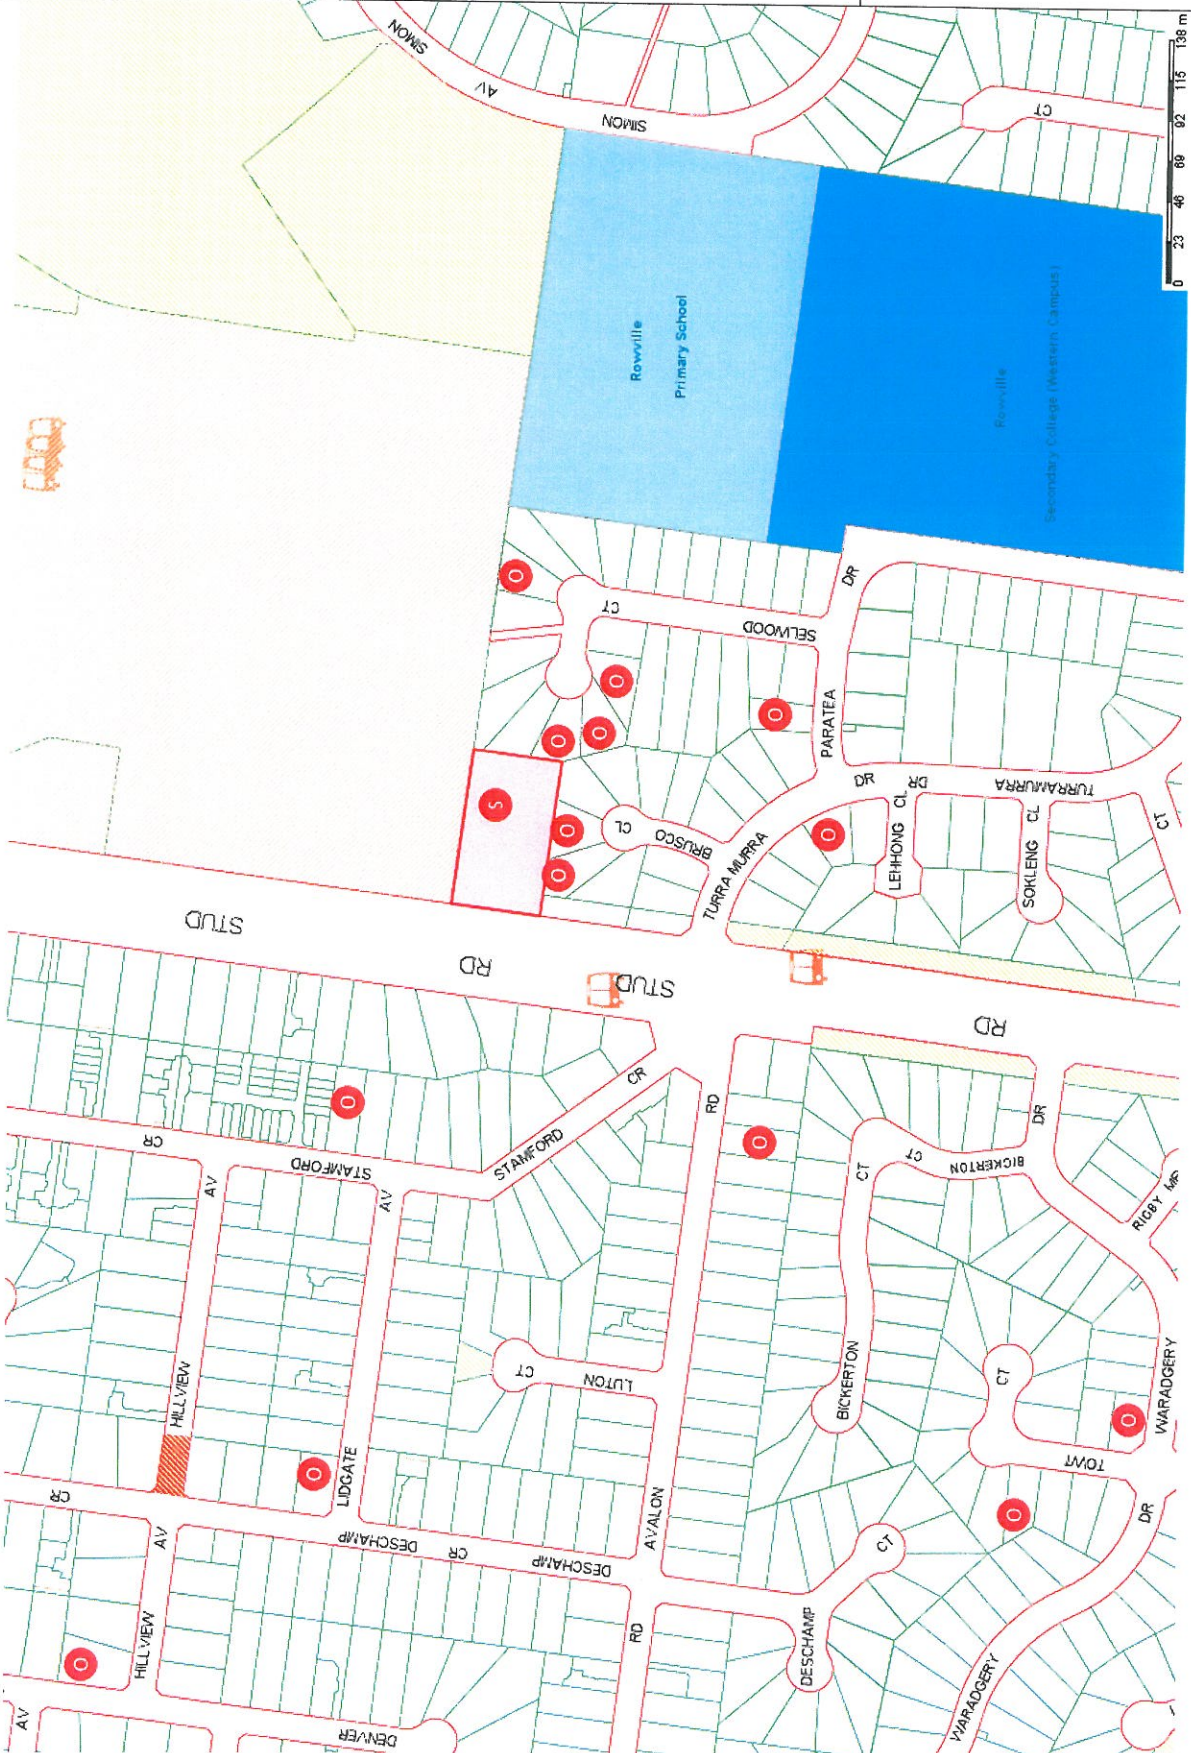 SIMON
AV
SIMON
CT
0 23 46 69 92 115 138 m
Rowville
Primary School
Rowville
Secondary College (Western Campus)
O
CT
SELWOOD
DR
O
O
O
O
PARATEA
S
O
O
CL
BRUSCO
TURRA MURRA
DR
O
LEHHONG CL
DR
TURRAMURRA
SOKLENG CL
CT
STUD
RD
STUD
RD
O
CR
STAMFORD
AV
STAMFORD
CR
AV
RD
O
CT
CT
BICKERTON
DR
RIGBY
HILLVIEW
LIDGATE
CT
LUTON
BICKERTON
CT
WARADGERY
O
TOWT
O
O
CR
AV
DESCHAMP
CR
DESCHAMP
AVALON
CT
DR
O
HILLVIEW
RD
DESCHAMP
WARADGERY
AV
DENVER